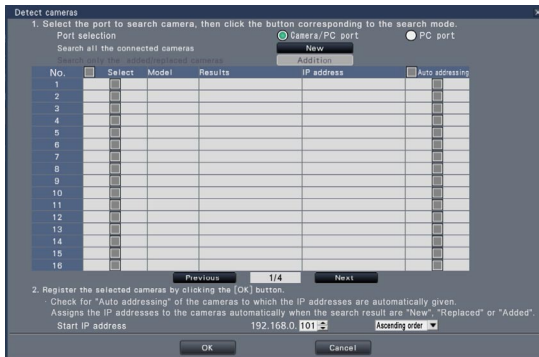 Detect cameras
1. Select the port to search camera, then click the button corresponding to the search mode.
Port selection Camera/PC port PC port
Search all the connected cameras New
Search only the added/replaced cameras Addition
No. Select Model Results IP address Auto addressing
1
2
3
4
5
6
7
8
9
10
11
12
13
14
15
16
Previous 1/4 Next
2. Register the selected cameras by clicking the [OK] button.
· Check for "Auto addressing" of the cameras to which the IP addresses are automatically given.
Assigns the IP addresses to the cameras automatically when the search result are "New", "Replaced" or "Added".
Start IP address 192.168.0. 101 Ascending order
OK Cancel